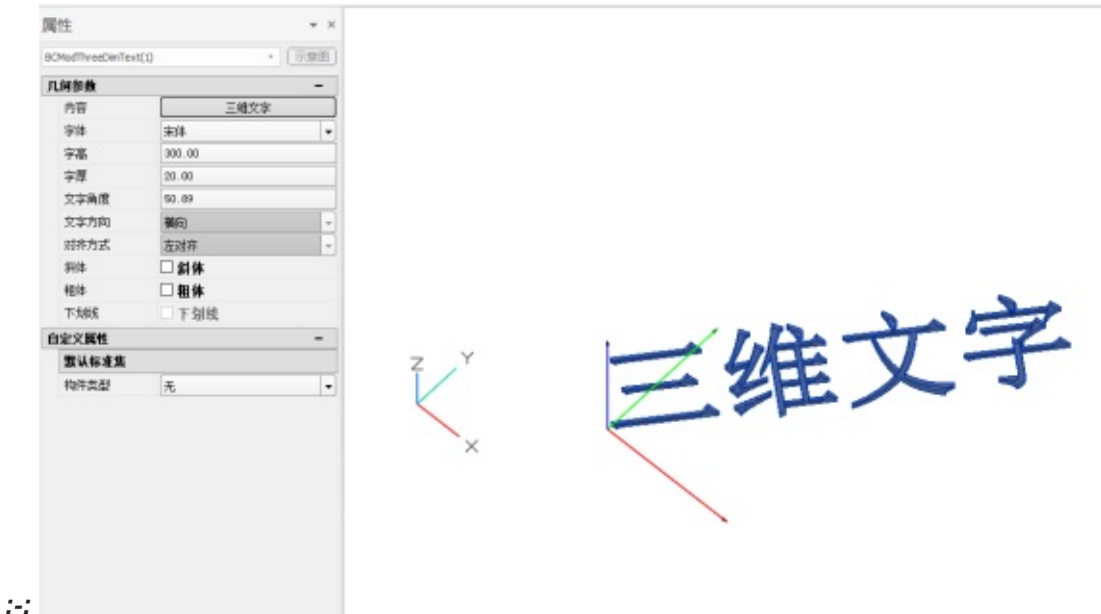 属性
BCModThreeDimText(1) 示意图
几何参数
内容 三维文字
字体 宋体
字高 300.00
字厚 20.00
文字角度 50.89
文字方向 横向
对齐方式 左对齐
斜体 斜体
粗体 粗体
下划线 下划线
自定义属性
默认标准集
构件类型 无
Z Y
X
三维文字